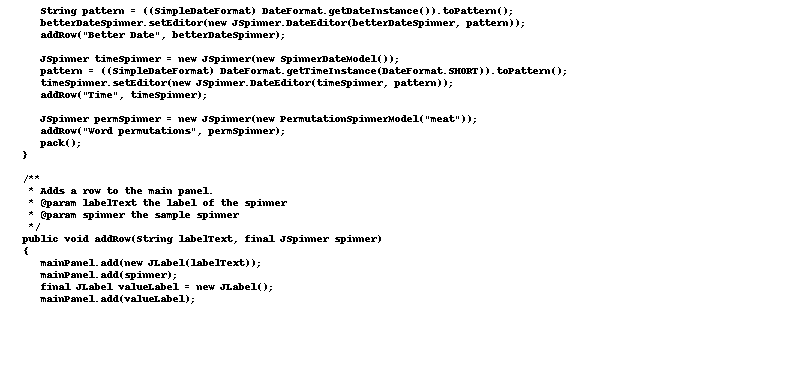 String pattern = ((SimpleDateFormat) DateFormat.getDateInstance()).toPattern();
betterDateSpinner.setEditor(new JSpinner.DateEditor(betterDateSpinner, pattern));
addRow("Better Date", betterDateSpinner);
JSpinner timeSpinner = new JSpinner(new SpinnerDateModel());
pattern = ((SimpleDateFormat) DateFormat.getTimeInstance(DateFormat.SHORT)).toPattern();
timeSpinner.setEditor(new JSpinner.DateEditor(timeSpinner, pattern));
addRow("Time", timeSpinner);
JSpinner permSpinner = new JSpinner(new PermutationSpinnerModel("meat"));
addRow("Word permutations", permSpinner);
pack();
}
/**
* Adds a row to the main panel.
* @param labelText the label of the spinner
* @param spinner the sample spinner
*/
public void addRow(String labelText, final JSpinner spinner)
{
mainPanel.add(new JLabel(labelText));
mainPanel.add(spinner);
final JLabel valueLabel = new JLabel();
mainPanel.add(valueLabel);